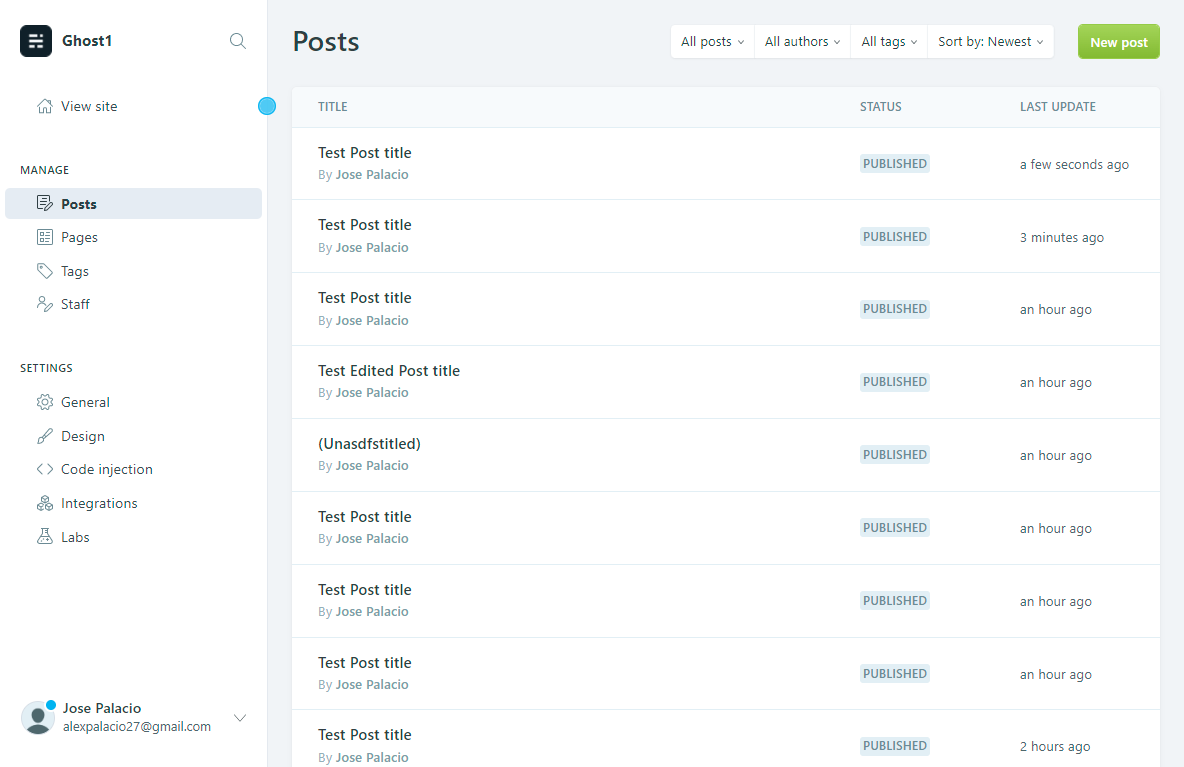 Ghost1
View site
MANAGE
Posts
Pages
Tags
Staff
SETTINGS
General
Design
Code injection
Integrations
Labs
Jose Palacio
alexpalacio27@gmail.com
Posts
All posts
All authors
All tags
Sort by: Newest
New post
TITLE STATUS LAST UPDATE
Test Post title
By Jose Palacio
PUBLISHED
a few seconds ago
Test Post title
By Jose Palacio
PUBLISHED
3 minutes ago
Test Post title
By Jose Palacio
PUBLISHED
an hour ago
Test Edited Post title
By Jose Palacio
PUBLISHED
an hour ago
(Unasdfstitled)
By Jose Palacio
PUBLISHED
an hour ago
Test Post title
By Jose Palacio
PUBLISHED
an hour ago
Test Post title
By Jose Palacio
PUBLISHED
an hour ago
Test Post title
By Jose Palacio
PUBLISHED
an hour ago
Test Post title
By Jose Palacio
PUBLISHED
2 hours ago